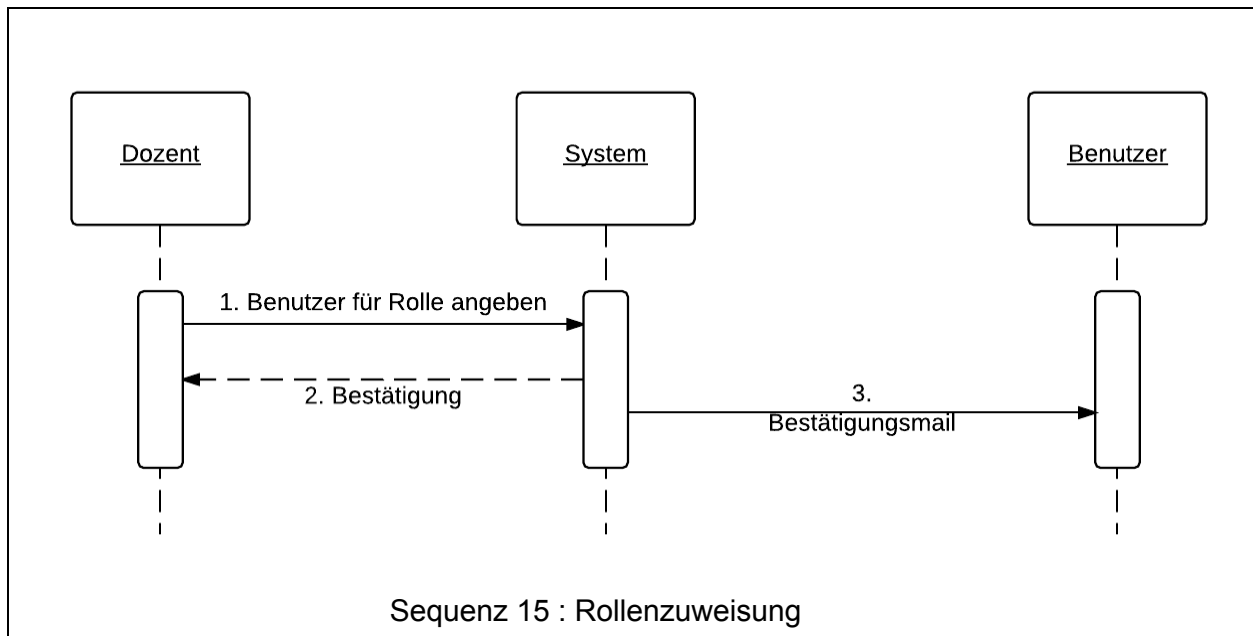 Dozent
System
Benutzer
1. Benutzer für Rolle angeben
2. Bestätigung
3.
Bestätigungsmail
Sequenz 15 : Rollenzuweisung